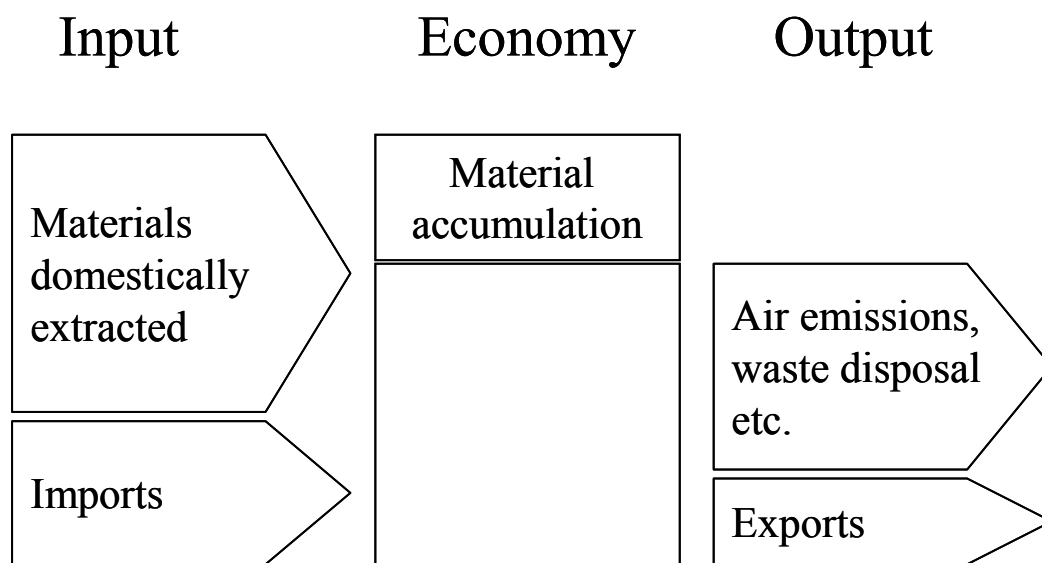 Input
Economy
Output
Materials
domestically
extracted
Imports
Material
accumulation
Air emissions,
waste disposal
etc.
Exports